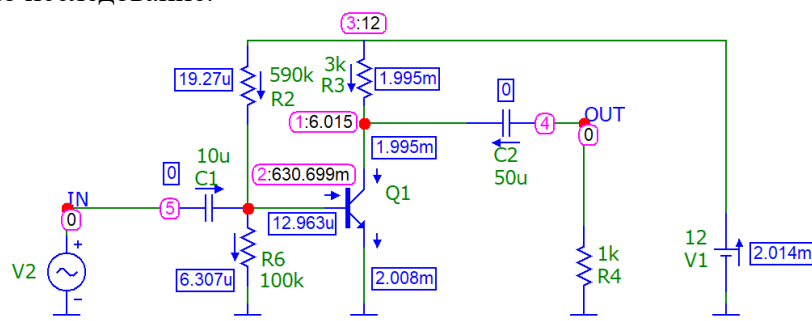 3:12
19.27u
590k
R2
3k
R3
1.995m
0
1:6.015
4
OUT
0
C2
50u
1.995m
10u
0
C1
2:630.699m
Q1
IN
5
0
12.963u
V2
R6
100k
6.307u
2.008m
1k
R4
12
V1
2.014m